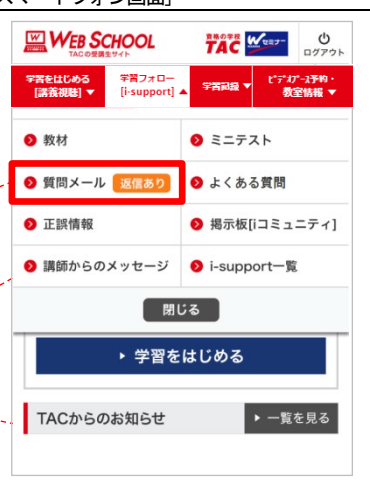 スマートフォン画面」
WEB SCHOOL
TACの受講生サイト
資格の学校
TAC
Wセミナー
ログアウト
学習をはじめる
[講義視聴]▼
学習フォロー
[i-support]▲
学習記録 ▼
ビデオブース予約・
教室情報 ▼
教材
ミニテスト
質問メール 返信あり
よくある質問
正誤情報
掲示板[iコミュニティ]
講師からのメッセージ
i-support一覧
閉じる
学習をはじめる
TACからのお知らせ
一覧を見る